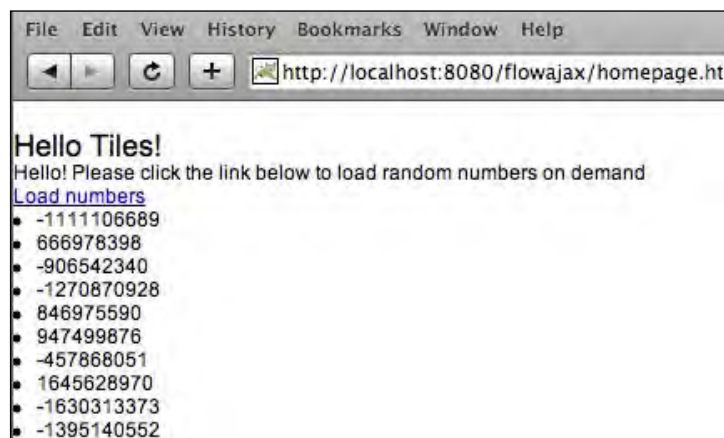 File Edit View History Bookmarks Window Help
http://localhost:8080/flowajax/homepage.ht
Hello Tiles!
Hello! Please click the link below to load random numbers on demand
Load numbers
• -1111106689
• 666978398
• -906542340
• -1270870928
• 846975590
• 947499876
• -457868051
• 1645628970
• -1630313373
• -1395140552